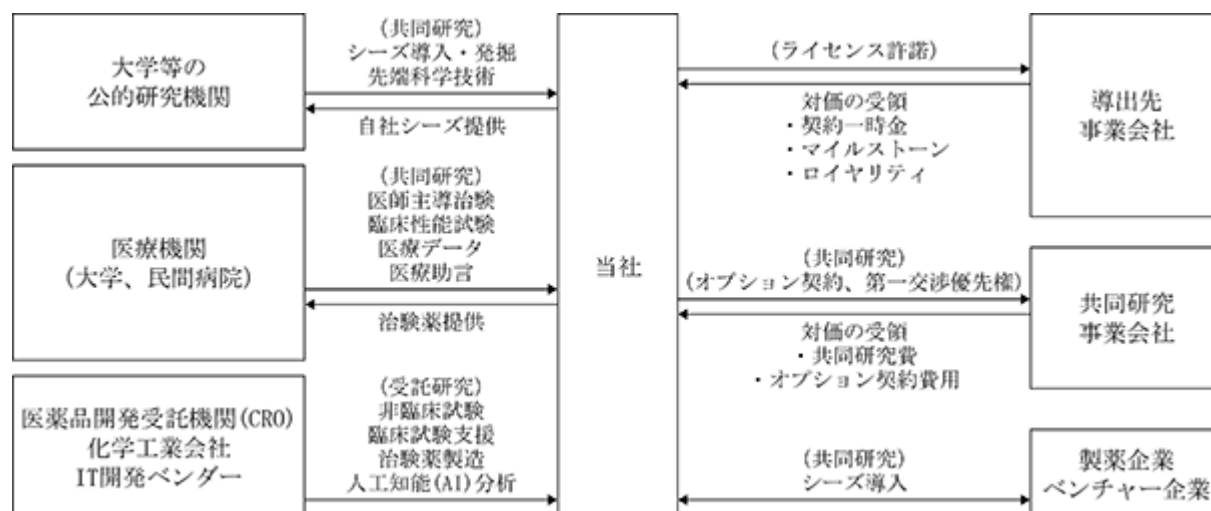 大学等の
公的研究機関
(共同研究)
シーズ導入・発掘
先端科学技術
自社シーズ提供
医療機関
(大学、民間病院)
(共同研究)
医師主導治験
臨床性能試験
医療データ
医療助言
治験薬提供
医薬品開発受託機関(CRO)
化学工業会社
IT開発ベンダー
(受託研究)
非臨床試験
臨床試験支援
治験薬製造
人工知能(AI)分析
当社
(ライセンス許諾)
対価の受領
・契約一時金
・マイルストーン
・ロイヤリティ
導出先
事業会社
(共同研究)
(オプション契約、第一交渉優先権)
対価の受領
・共同研究費
・オプション契約費用
共同研究
事業会社
(共同研究)
シーズ導入
製薬企業
ベンチャー企業